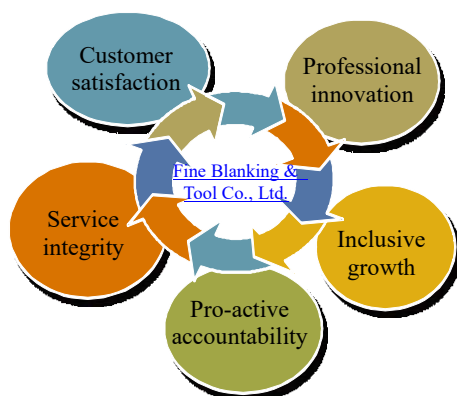 Customer
satisfaction
Professional
innovation
Fine Blanking &
Tool Co., Ltd.
Service
integrity
Inclusive
growth
Pro-active
accountability